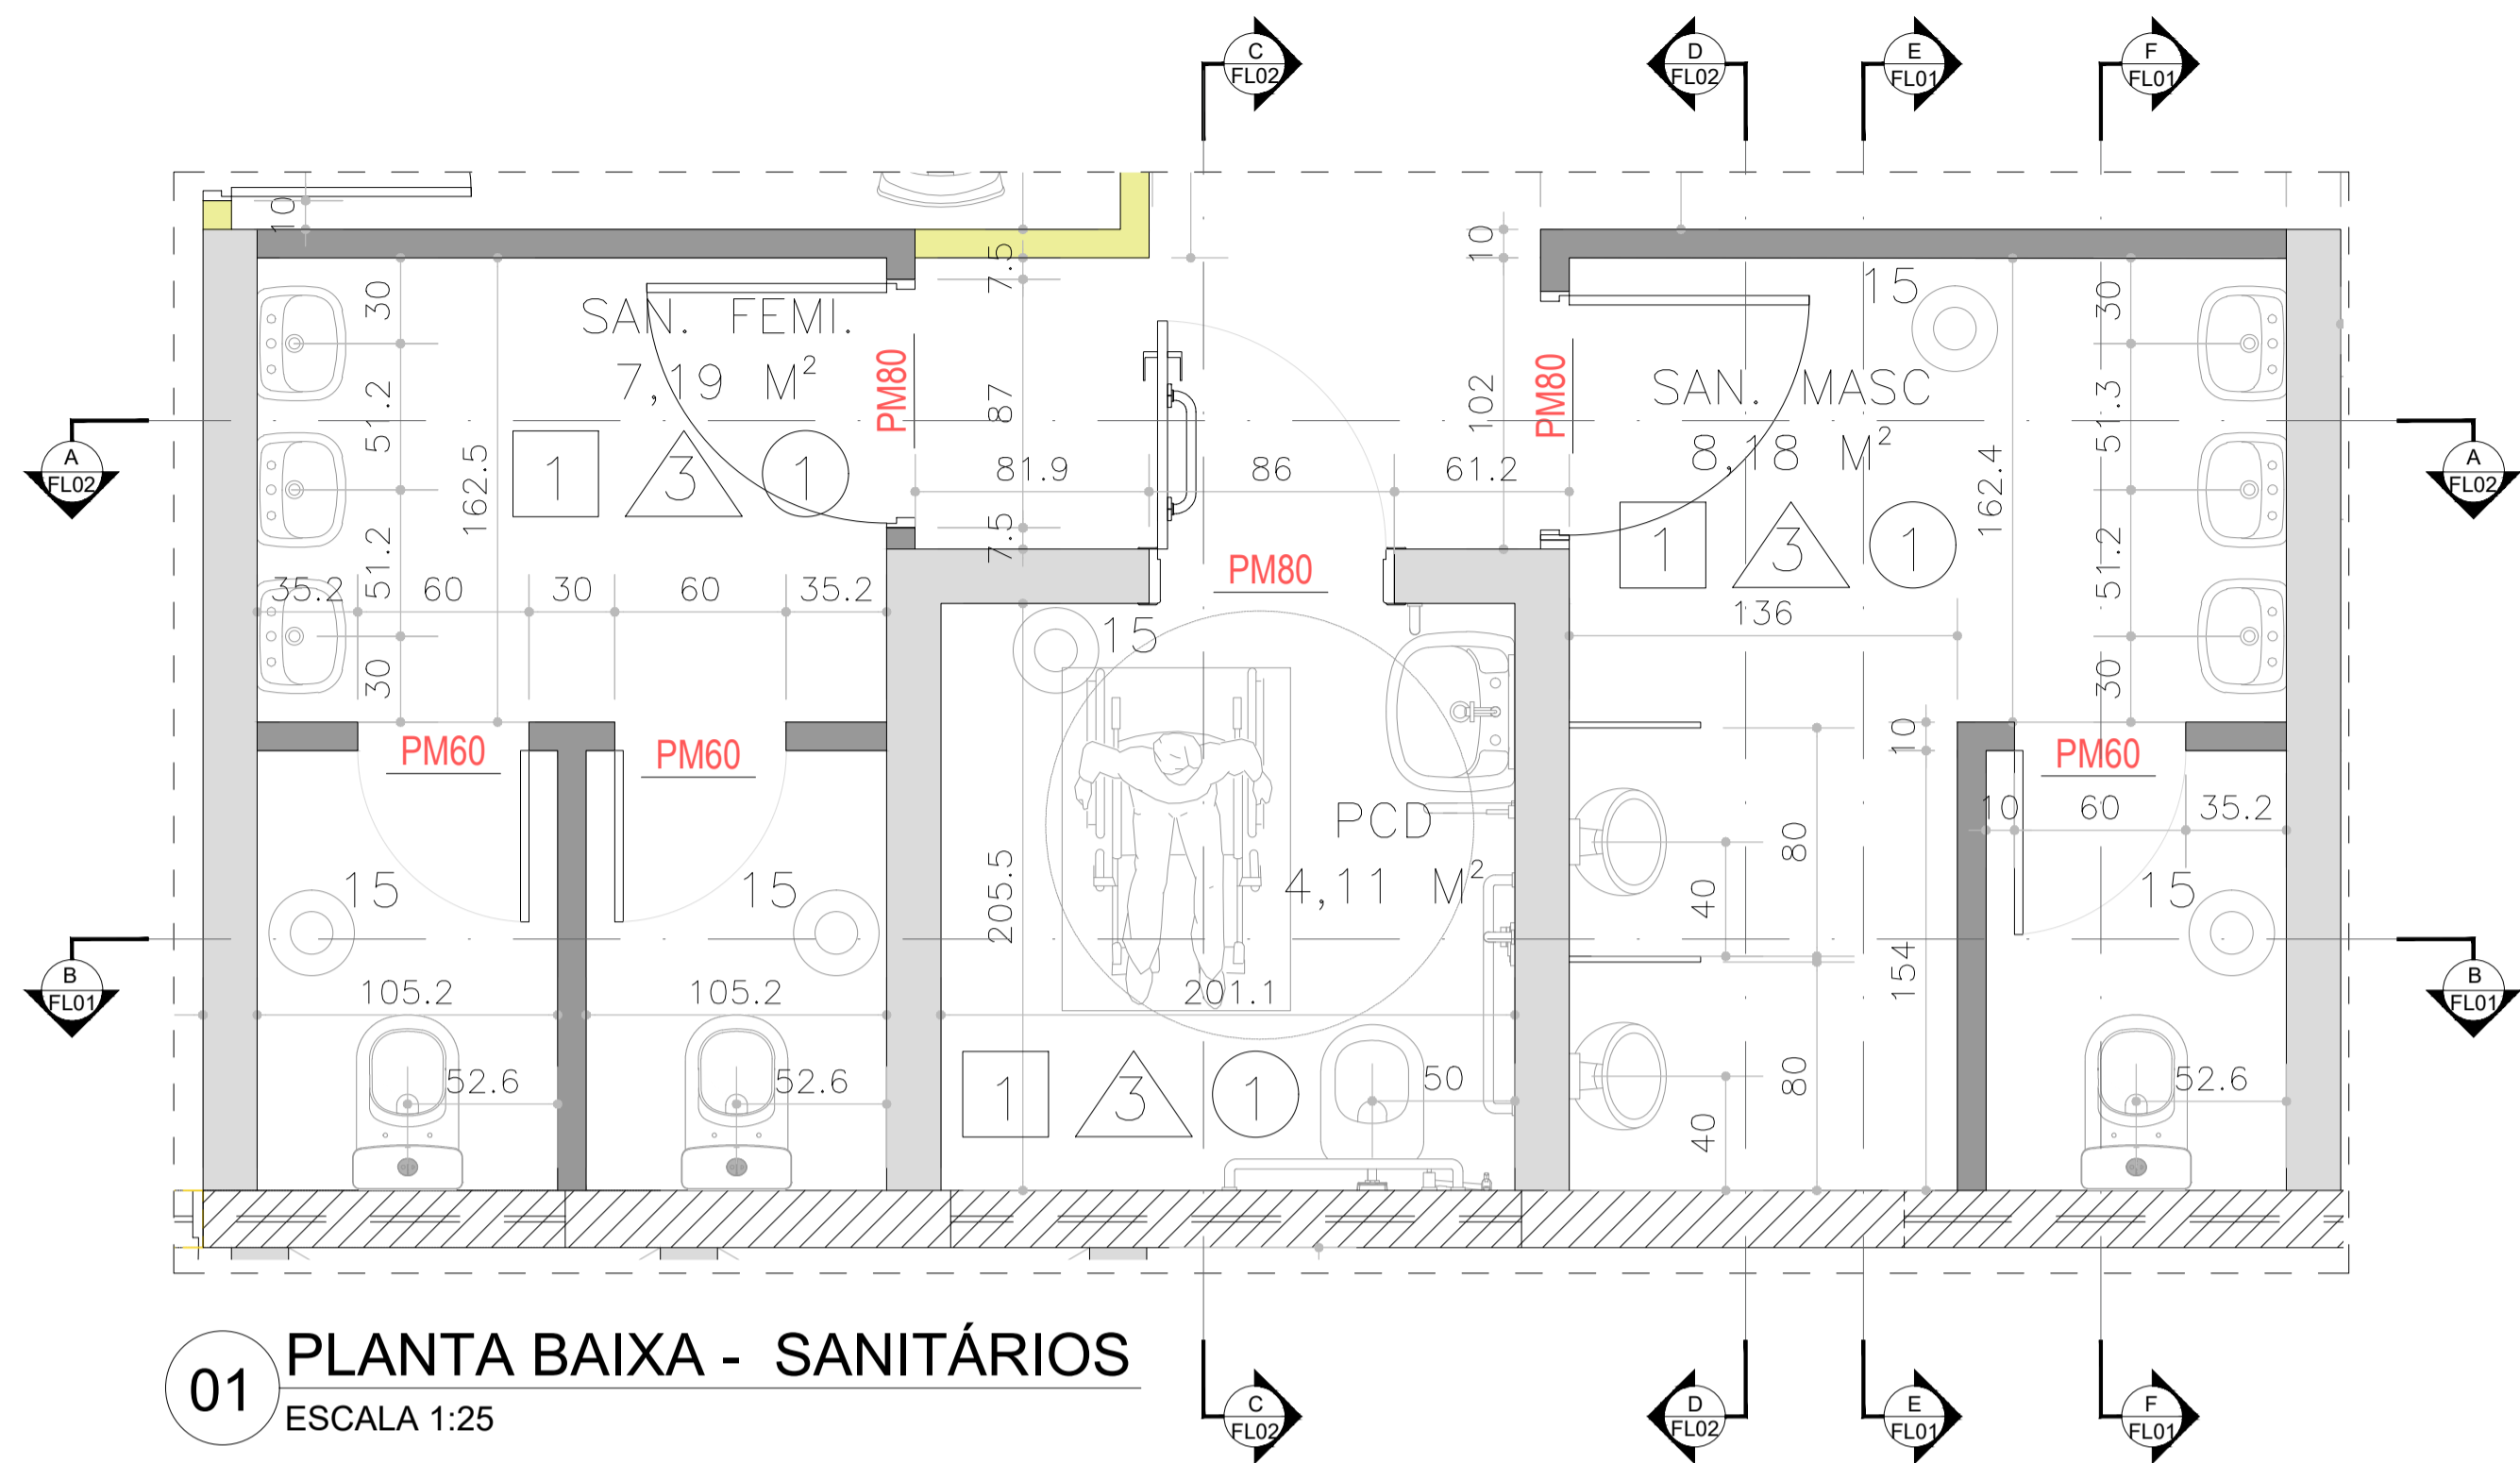 C
FL02
D
FL02
E
FL01
F
FL01
10
7.5
10
30
SAN. FEMI.
7,19 M²
PM80
87
102
PM80
15
30
SAN. MASC
8,18 M²
A
FL02
51.2
162.5
1
3
1
81.9
86
61.2
162.4
51.3
A
FL02
7.5
1
3
1
51.2
35.2
60
30
60
35.2
PM80
51.2
136
15
30
30
PM60
PM60
10
PM60
PCD
80
10
60
35.2
15
15
205.5
4,11 M²
40
15
B
FL01
154
B
FL01
105.2
105.2
201.1
52.6
52.6
1
3
1
50
80
52.6
40
01
PLANTA BAIXA - SANITÁRIOS
ESCALA 1:25
C
FL02
D
FL02
E
FL01
F
FL01